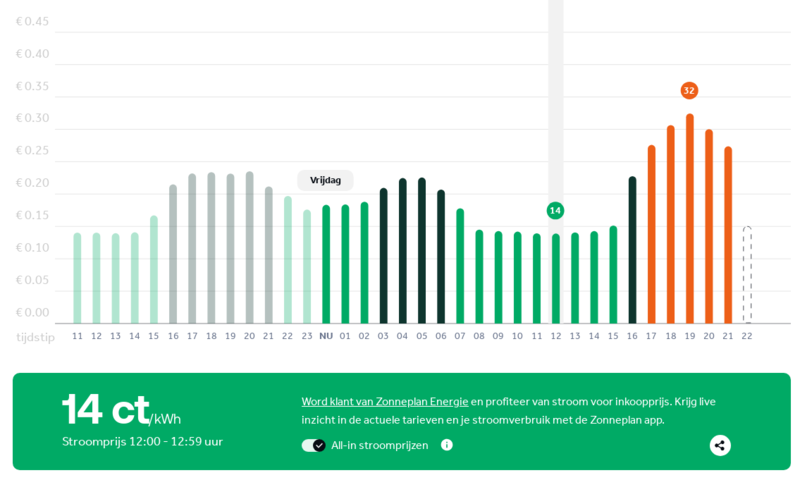 € 0.45
€ 0.40
€ 0.35
32
€ 0.30
€ 0.25
€ 0.20
Vrijdag
€ 0.15
14
€ 0.10
€ 0.05
€ 0.00
tijdstip 11 12 13 14 15 16 17 18 19 20 21 22 23 NU 01 02 03 04 05 06 07 08 09 10 11 12 13 14 15 16 17 18 19 20 21 22
14 ct/kWh
Stroomprijs 12:00 - 12:59 uur
Word klant van Zonneplan Energie en profiteer van stroom voor inkoopprijs. Krijg live
inzicht in de actuele tarieven en je stroomverbruik met de Zonneplan app.
All-in stroomprijzen i